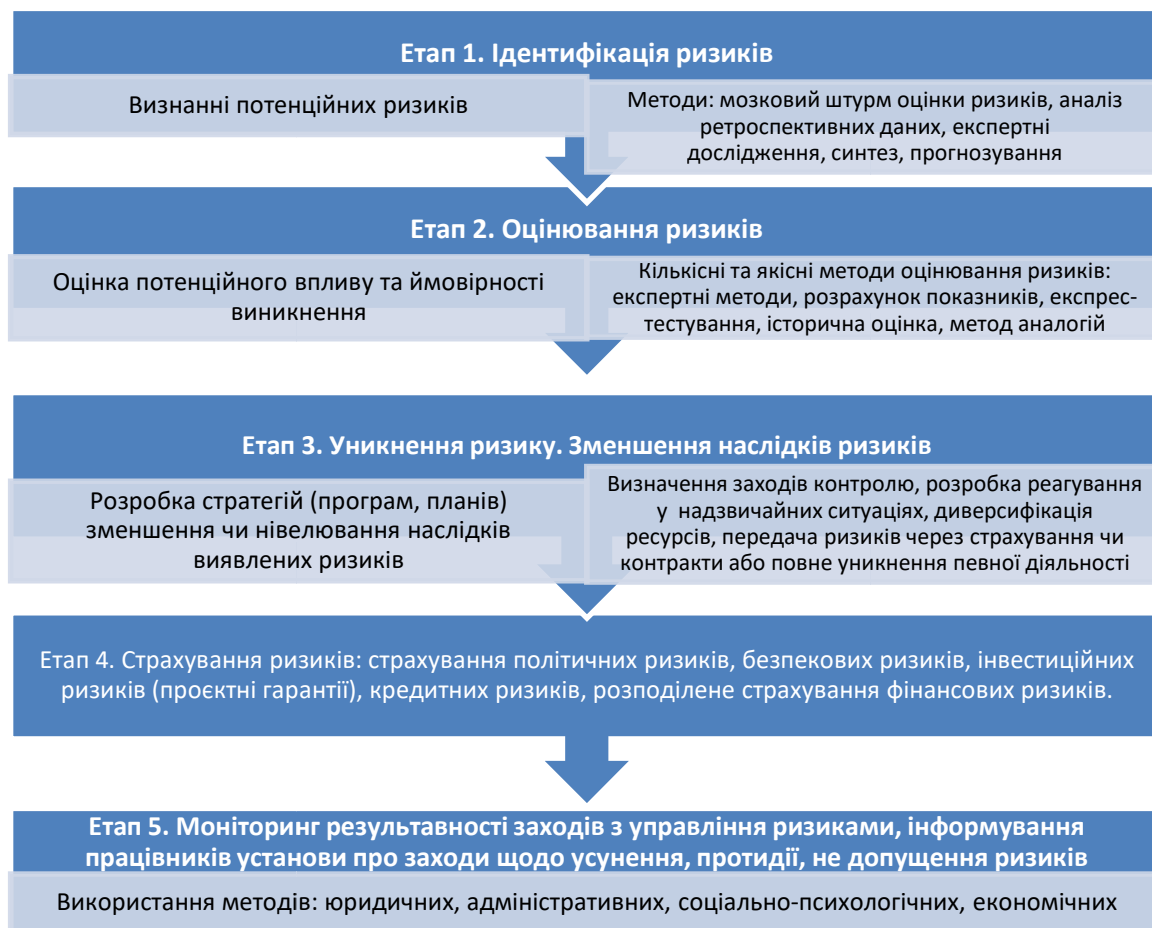 Етап 1. Ідентифікація ризиків
Визнанні потенційних ризиків
Методи: мозковий штурм оцінки ризиків, аналіз
ретроспективних даних, експертні
дослідження, синтез, прогнозування
Етап 2. Оцінювання ризиків
Оцінка потенційного впливу та ймовірності
виникнення
Кількісні та якісні методи оцінювання ризиків:
експертні методи, розрахунок показників, експрес-
тестування, історична оцінка, метод аналогій
Етап 3. Уникнення ризику. Зменшення наслідків ризиків
Розробка стратегій (програм, планів)
зменшення чи нівелювання наслідків
виявлених ризиків
Визначення заходів контролю, розробка реагування
у надзвичайних ситуаціях, диверсифікація
ресурсів, передача ризиків через страхування чи
контракти або повне уникнення певної діяльності
Етап 4. Страхування ризиків: страхування політичних ризиків, безпекових ризиків, інвестиційних
ризиків (проєктні гарантії), кредитних ризиків, розподілене страхування фінансових ризиків.
Етап 5. Моніторинг результавності заходів з управління ризиками, інформування
працівників установи про заходи щодо усунення, протидії, не допущення ризиків
Використання методів: юридичних, адміністративних, соціально-психологічних, економічних